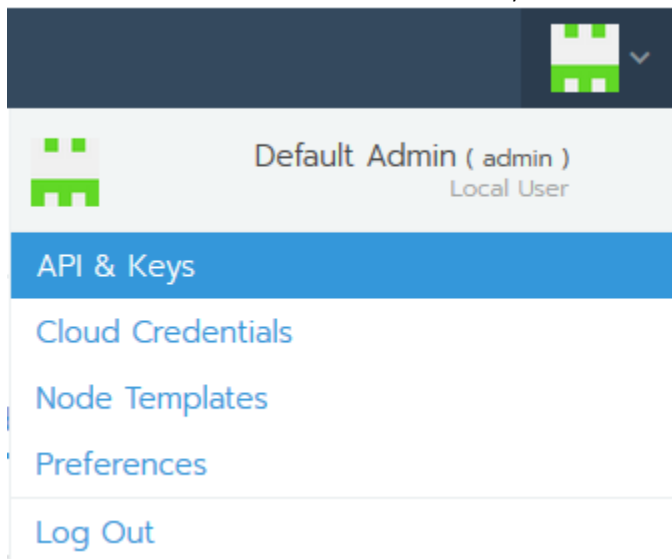 Default Admin ( admin )
Local User
API & Keys
Cloud Credentials
Node Templates
Preferences
Log Out